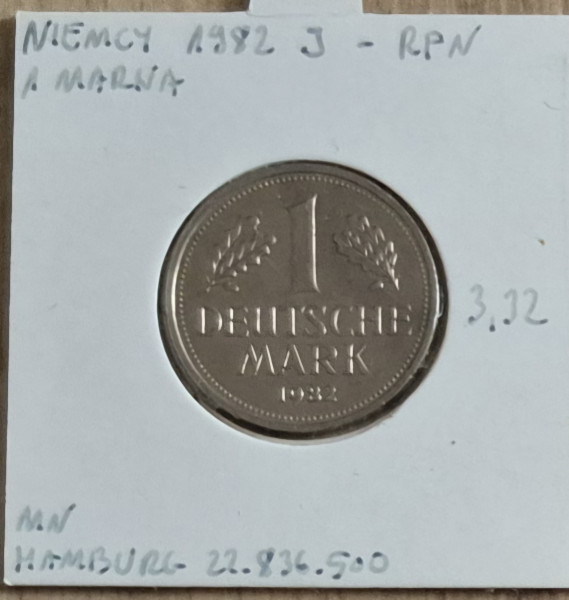 NIEMCY 1982 J - RFN
1 MARKA
1
DEUTSCHE
MARK
1982
3,32
MN
HAMBURG 22.836.500